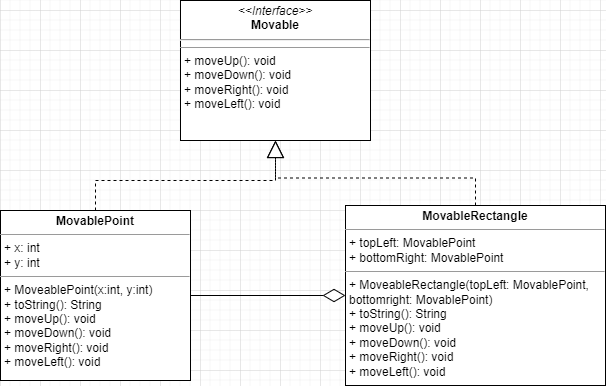 <<Interface>>
Movable
+ moveUp(): void
+ moveDown(): void
+ moveRight(): void
+ moveLeft(): void
MovablePoint
+ x: int
+ y: int
+ MoveablePoint(x:int, y:int)
+ toString(): String
+ moveUp(): void
+ moveDown(): void
+ moveRight(): void
+ moveLeft(): void
MovableRectangle
+ topLeft: MovablePoint
+ bottomRight: MovablePoint
+ MoveableRectangle(topLeft: MovablePoint,
bottomright: MovablePoint)
+ toString(): String
+ moveUp(): void
+ moveDown(): void
+ moveRight(): void
+ moveLeft(): void